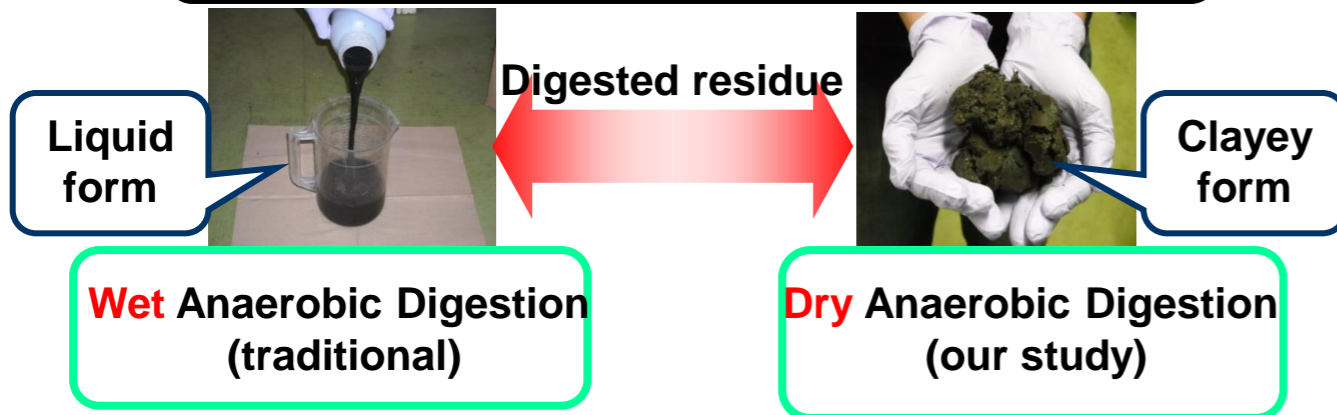 Digested residue
Liquid
form
Clayey
form
Wet Anaerobic Digestion
(traditional)
Dry Anaerobic Digestion
(our study)